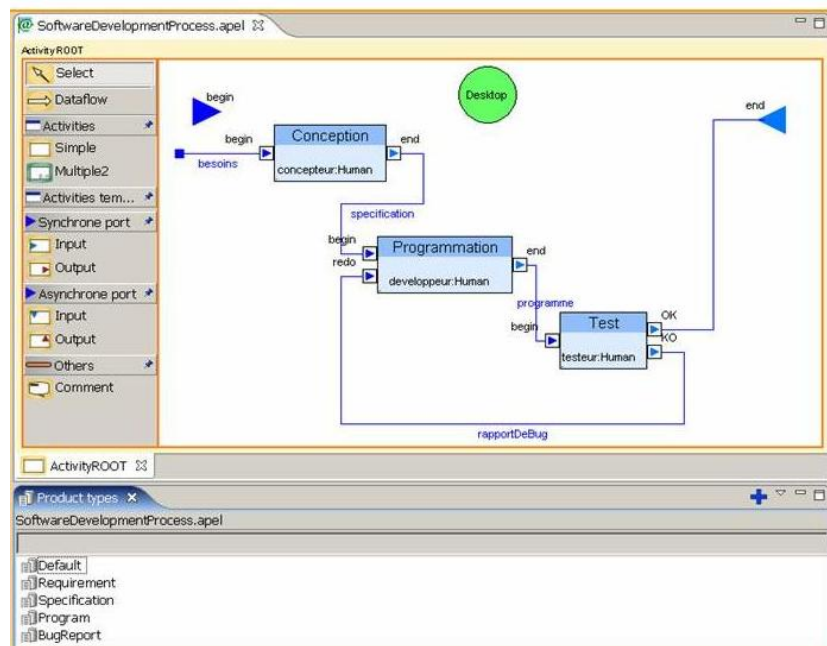 SoftwareDevelopmentProcess.apel
ActivityROOT
Select
Dataflow
Activities
Simple
Multiple2
Activities tem...
Synchrone port
Input
Output
Asynchrone port
Input
Output
Others
Comment
begin
Desktop
end
begin
Conception
end
besoins
concepteur:Human
specification
begin
Programmation
end
redo
developpeur:Human
programme
begin
Test
OK
KO
testeur:Human
rapportDeBug
ActivityROOT
Product types
SoftwareDevelopmentProcess.apel
Default
Requirement
Specification
Program
BugReport